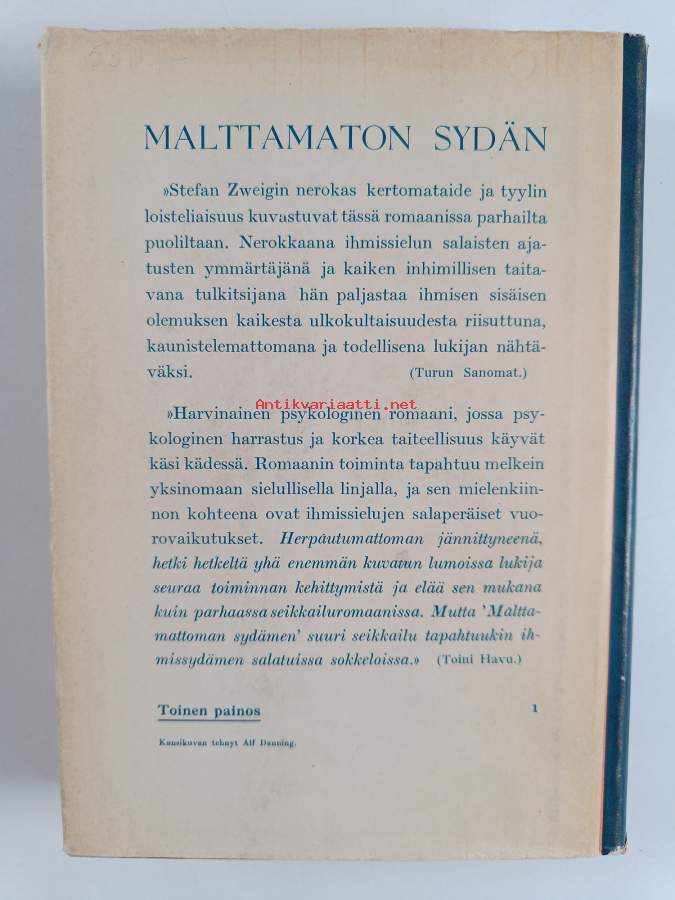 MALTTAMATON SYDÄN
»Stefan Zweigin nerokas kertomataide ja tyylin
loisteliaisuus kuvastuvat tässä romaanissa parhailta
puoliltaan. Nerokkaana ihmissielun salaisten aja-
tusten ymmärtäjänä ja kaiken inhimillisen taita-
vana tulkitsijana hän paljastaa ihmisen sisäisen
olemuksen kaikesta ulkokultaisuudesta riisuttuna,
kaunistelemattomana ja todellisena lukijan nähtä-
väksi. (Turun Sanomat.)
Antikvariaatti.net
»Harvinainen psykologinen romaani, jossa psy-
kologinen harrastus ja korkea taiteellisuus käyvät
käsi kädessä. Romaanin toiminta tapahtuu melkein
yksinomaan sielullisella linjalla, ja sen mielenkiin-
non kohteena ovat ihmissielujen salaperäiset vuo-
rovaikutukset. Herpautumattoman jännittyneenä,
hetki hetkeltä yhä enemmän kuvatun lumoissa lukija
seuraa toiminnan kehittymistä ja elää sen mukana
kuin parhaassa seikkailuromaanissa. Mutta 'Maltta-
mattoman sydämen' suuri seikkailu tapahtuukin ih-
missydämen salatuissa sokkeloissa.» (Toini Havu.)
Toinen painos 1
Kansikuvan tehnyt Alf Danning.